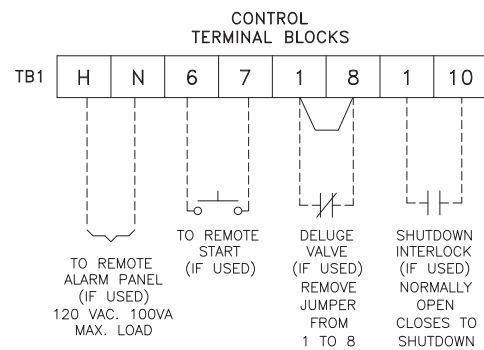 CONTROL
TERMINAL BLOCKS
TB1 H N 6 7 1 8 1 10
TO REMOTE
ALARM PANEL
(IF USED)
120 VAC. 100VA
MAX. LOAD
TO REMOTE
START
(IF USED)
DELUGE
VALVE
(IF USED)
REMOVE
JUMPER
FROM
1 TO 8
SHUTDOWN
INTERLOCK
(IF USED)
NORMALLY
OPEN
CLOSES TO
SHUTDOWN